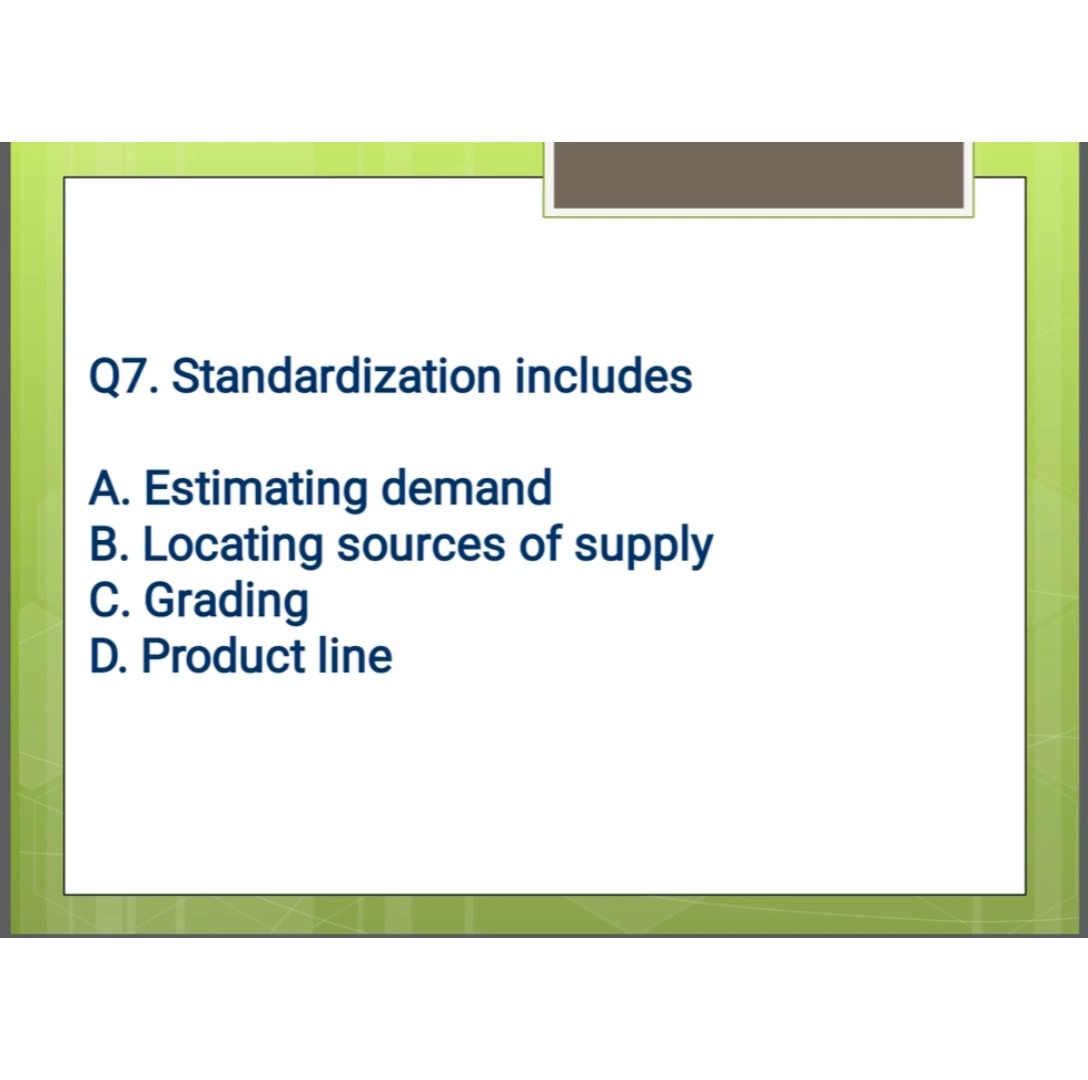 Q7. Standardization includes
A. Estimating demand
B. Locating sources of supply
C. Grading
D. Product line